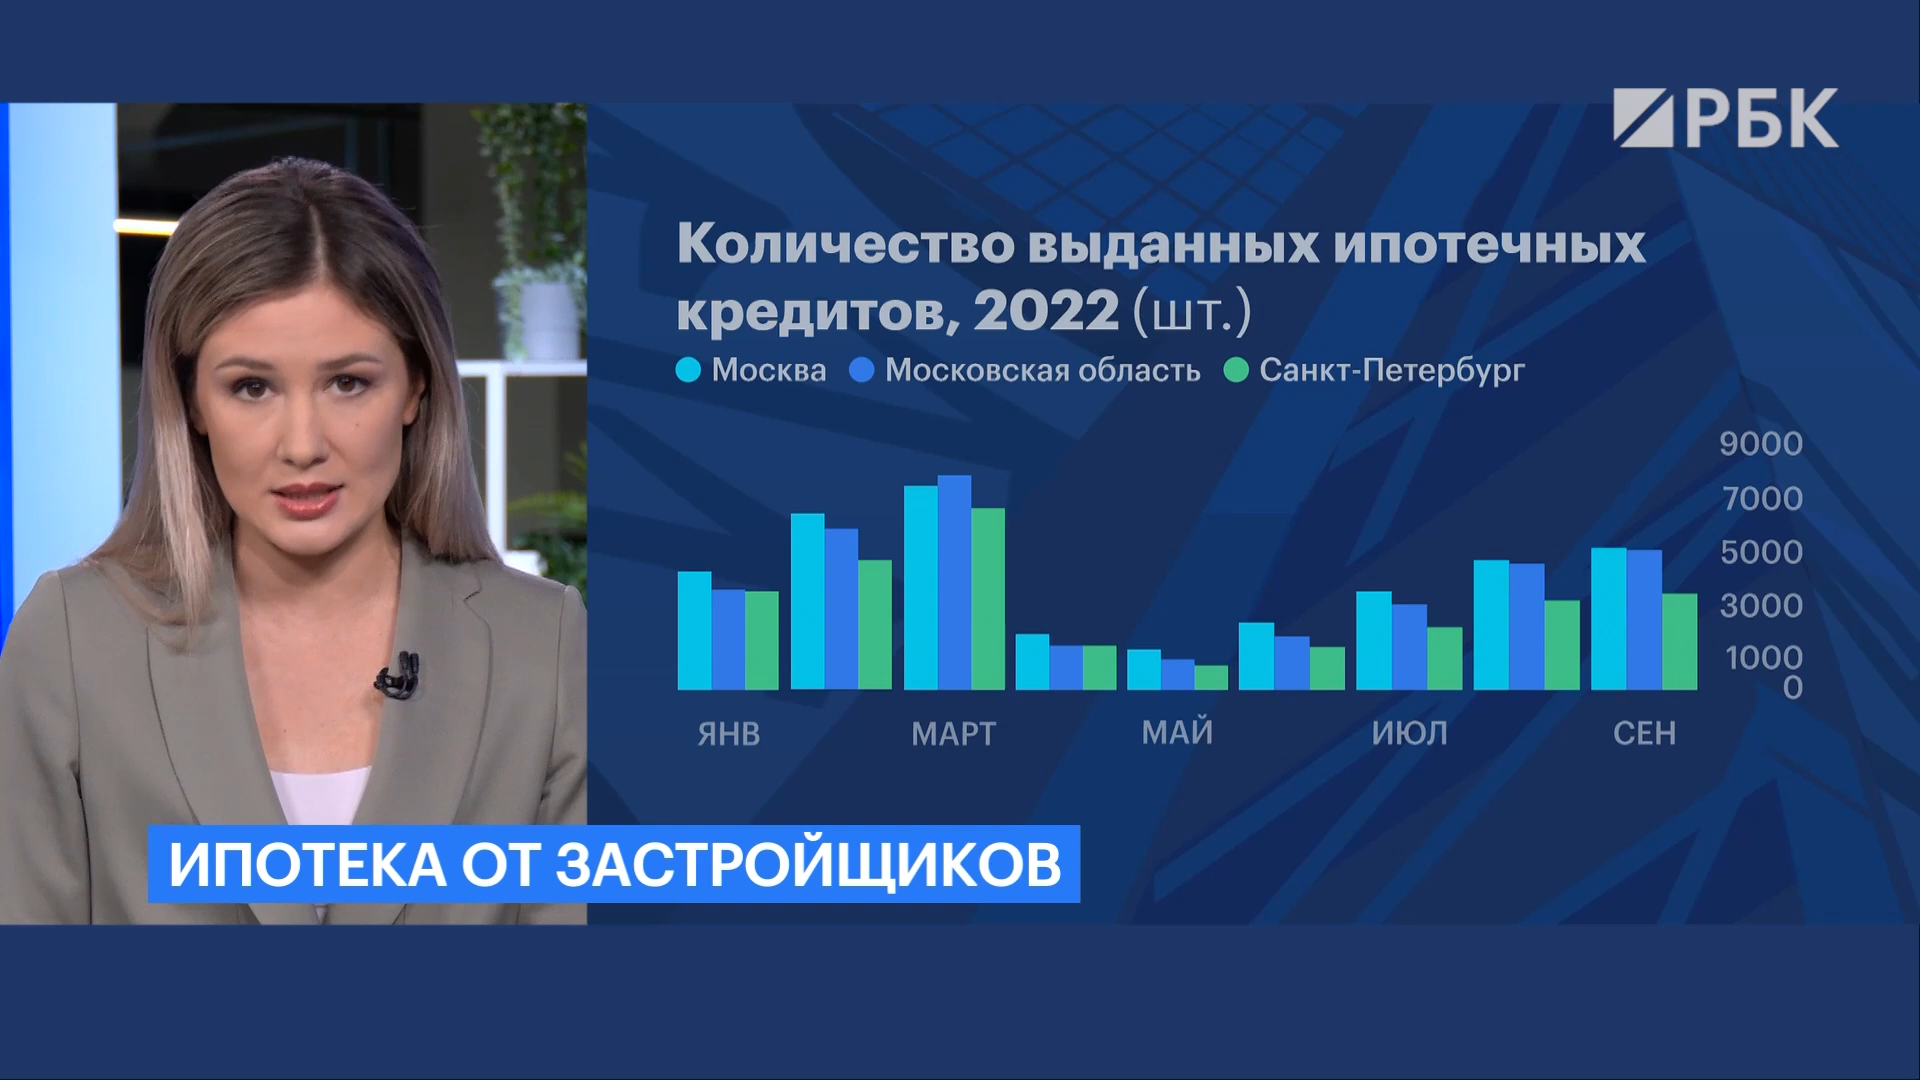 РБК
Количество выданных ипотечных
кредитов, 2022 (шт.)
Москва Московская область Санкт-Петербург
9000
7000
5000
3000
1000
0
ЯНВ МАРТ МАЙ ИЮЛ СЕН
ИПОТЕКА ОТ ЗАСТРОЙЩИКОВ